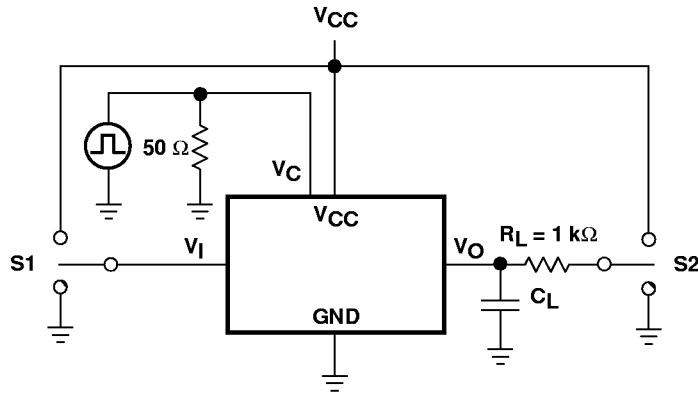 VCC
50 Ω
VC
VCC
S1
VI
VO
RL = 1 kΩ
S2
CL
GND